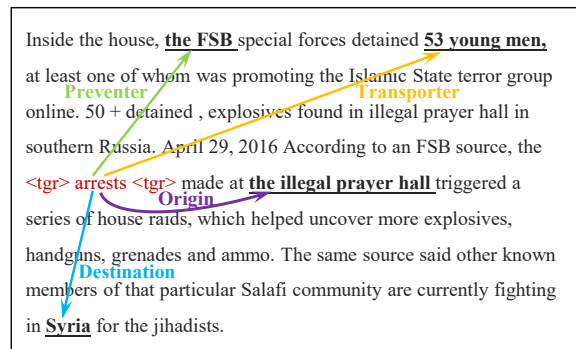 Inside the house, the FSB special forces detained 53 young men,
at least one of whom was promoting the Islamic State terror group
Preventer
Transporter
online. 50 + detained , explosives found in illegal prayer hall in
southern Russia. April 29, 2016 According to an FSB source, the
<tgr> arrests <tgr> made at the illegal prayer hall triggered a
Origin
series of house raids, which helped uncover more explosives,
handguns, grenades and ammo. The same source said other known
Destination
members of that particular Salafi community are currently fighting
in Syria for the jihadists.